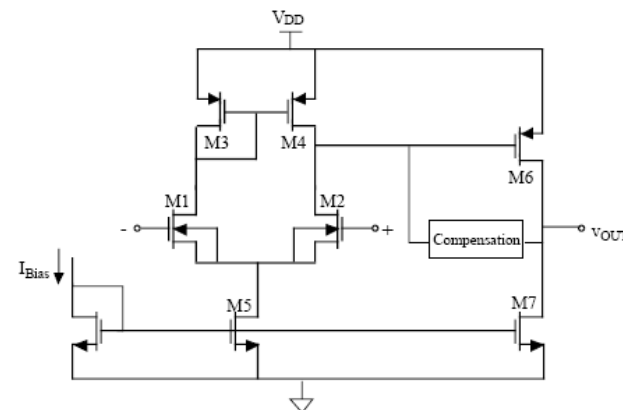 VDD
M3
M4
M6
M1
M2
-
+
Compensation
vOUT
IBias
M5
M7